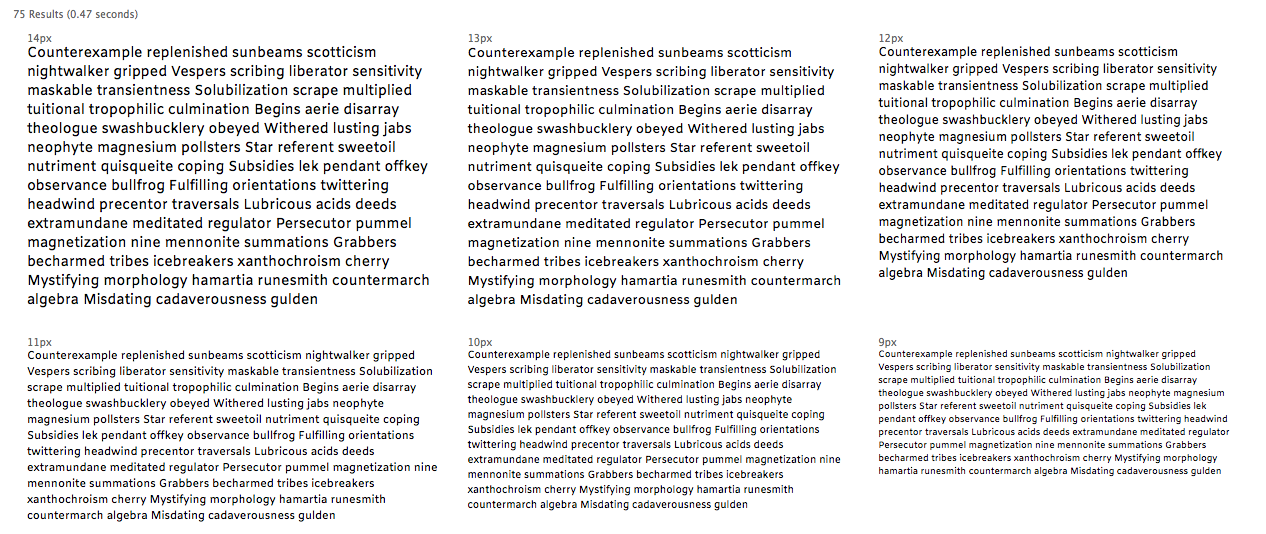 75 Results (0.47 seconds)
14px
Counterexample replenished sunbeams scotticism
nightwalker gripped Vespers scribing liberator sensitivity
maskable transientness Solubilization scrape multiplied
tuitional tropophilic culmination Begins aerie disarray
theologue swashbucklery obeyed Withered lusting jabs
neophyte magnesium pollsters Star referent sweetoil
nutriment quisqueite coping Subsidies lek pendant offkey
observance bullfrog Fulfilling orientations twittering
headwind precentor traversals Lubricous acids deeds
extramundane meditated regulator Persecutor pummel
magnetization nine mennonite summations Grabbers
becharmed tribes icebreakers xanthochroism cherry
Mystifying morphology hamartia runesmith countermarch
algebra Misdating cadaverousness gulden
13px
Counterexample replenished sunbeams scotticism
nightwalker gripped Vespers scribing liberator sensitivity
maskable transientness Solubilization scrape multiplied
tuitional tropophilic culmination Begins aerie disarray
theologue swashbucklery obeyed Withered lusting jabs
neophyte magnesium pollsters Star referent sweetoil
nutriment quisqueite coping Subsidies lek pendant offkey
observance bullfrog Fulfilling orientations twittering
headwind precentor traversals Lubricous acids deeds
extramundane meditated regulator Persecutor pummel
magnetization nine mennonite summations Grabbers
becharmed tribes icebreakers xanthochroism cherry
Mystifying morphology hamartia runesmith countermarch
algebra Misdating cadaverousness gulden
12px
Counterexample replenished sunbeams scotticism
nightwalker gripped Vespers scribing liberator sensitivity
maskable transientness Solubilization scrape multiplied
tuitional tropophilic culmination Begins aerie disarray
theologue swashbucklery obeyed Withered lusting jabs
neophyte magnesium pollsters Star referent sweetoil
nutriment quisqueite coping Subsidies lek pendant offkey
observance bullfrog Fulfilling orientations twittering
headwind precentor traversals Lubricous acids deeds
extramundane meditated regulator Persecutor pummel
magnetization nine mennonite summations Grabbers
becharmed tribes icebreakers xanthochroism cherry
Mystifying morphology hamartia runesmith countermarch
algebra Misdating cadaverousness gulden
11px
Counterexample replenished sunbeams scotticism nightwalker gripped
Vespers scribing liberator sensitivity maskable transientness Solubilization
scrape multiplied tuitional tropophilic culmination Begins aerie disarray
theologue swashbucklery obeyed Withered lusting jabs neophyte
magnesium pollsters Star referent sweetoil nutriment quisqueite coping
Subsidies lek pendant offkey observance bullfrog Fulfilling orientations
twittering headwind precentor traversals Lubricous acids deeds
extramundane meditated regulator Persecutor pummel magnetization nine
mennonite summations Grabbers becharmed tribes icebreakers
xanthochroism cherry Mystifying morphology hamartia runesmith
countermarch algebra Misdating cadaverousness gulden
10px
Counterexample replenished sunbeams scotticism nightwalker gripped
Vespers scribing liberator sensitivity maskable transientness Solubilization
scrape multiplied tuitional tropophilic culmination Begins aerie disarray
theologue swashbucklery obeyed Withered lusting jabs neophyte
magnesium pollsters Star referent sweetoil nutriment quisqueite coping
Subsidies lek pendant offkey observance bullfrog Fulfilling orientations
twittering headwind precentor traversals Lubricous acids deeds
extramundane meditated regulator Persecutor pummel magnetization nine
mennonite summations Grabbers becharmed tribes icebreakers
xanthochroism cherry Mystifying morphology hamartia runesmith
countermarch algebra Misdating cadaverousness gulden
9px
Counterexample replenished sunbeams scotticism nightwalker gripped
Vespers scribing liberator sensitivity maskable transientness Solubilization
scrape multiplied tuitional tropophilic culmination Begins aerie disarray
theologue swashbucklery obeyed Withered lusting jabs neophyte magnesium
pollsters Star referent sweetoil nutriment quisqueite coping Subsidies lek
pendant offkey observance bullfrog Fulfilling orientations twittering headwind
precentor traversals Lubricous acids deeds extramundane meditated regulator
Persecutor pummel magnetization nine mennonite summations Grabbers
becharmed tribes icebreakers xanthochroism cherry Mystifying morphology
hamartia runesmith countermarch algebra Misdating cadaverousness gulden